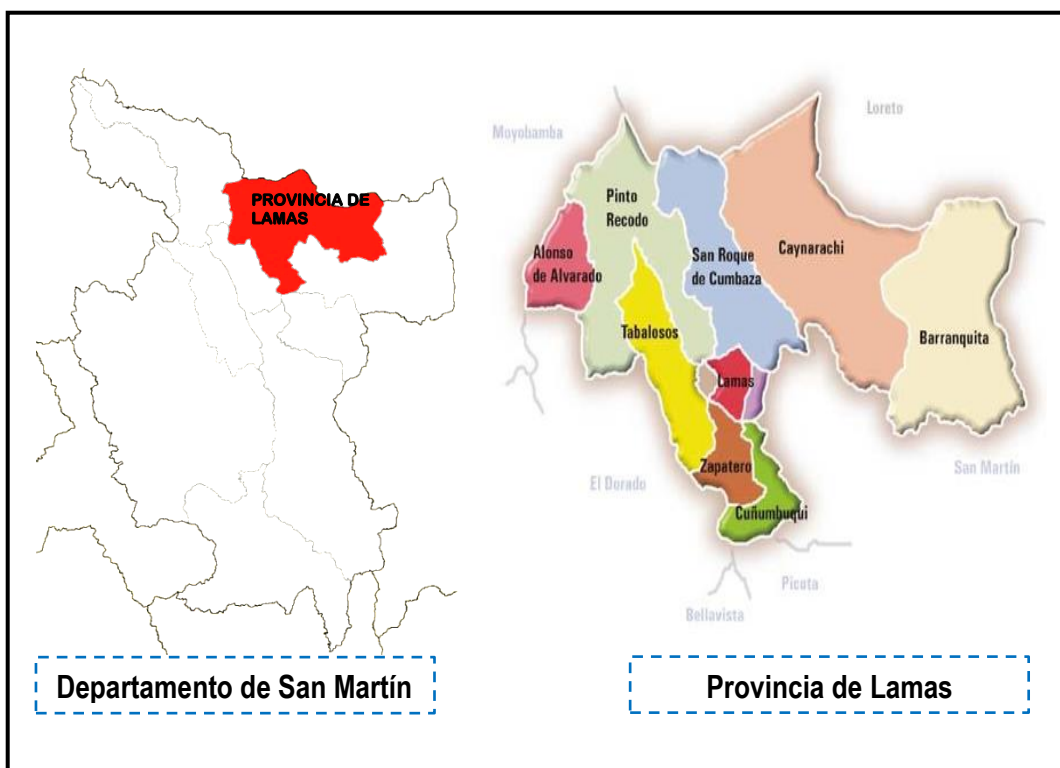 PROVINCIA DE
LAMAS
Departamento de San Martín
Moyobamba
Loreto
Pinto
Recodo
Alonso
de Alvarado
San Roque
de Cumbaza
Caynarachi
Tabalosos
Barranquita
Lamas
Zapatero
San Martín
El Dorado
Cuñumbuqui
Picota
Bellavista
Provincia de Lamas